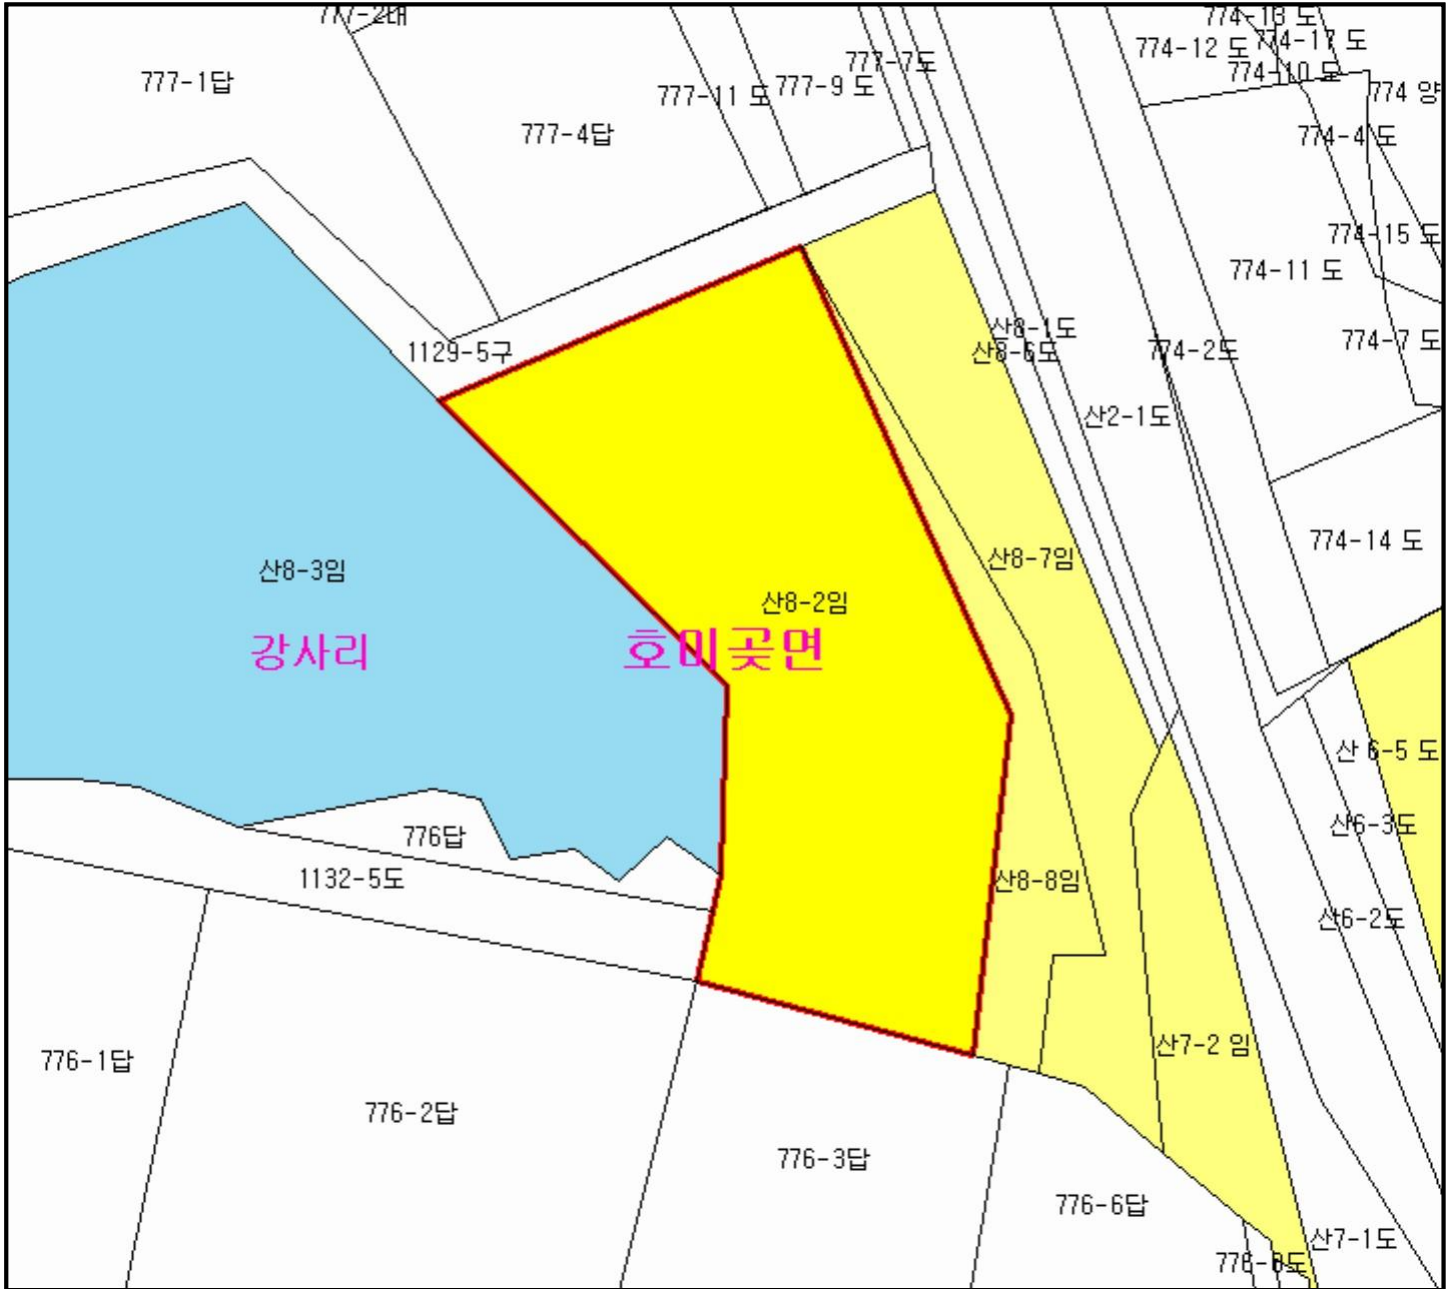 777-2대
774-13 도
774-12 도
774-17 도
777-7도
774-10 도
777-1답
777-11 도
777-9 도
774 양
777-4답
774-4 도
774-15 도
774-11 도
산8-1도
774-7 도
1129-5구
산8-6도
774-2도
산2-1도
774-14 도
산8-7임
산8-3임
산8-2임
강사리
호미곶면
산 6-5 도
산6-3도
776답
1132-5도
산8-8임
산6-2도
산7-2 임
776-1답
776-2답
776-3답
776-6답
산7-1도